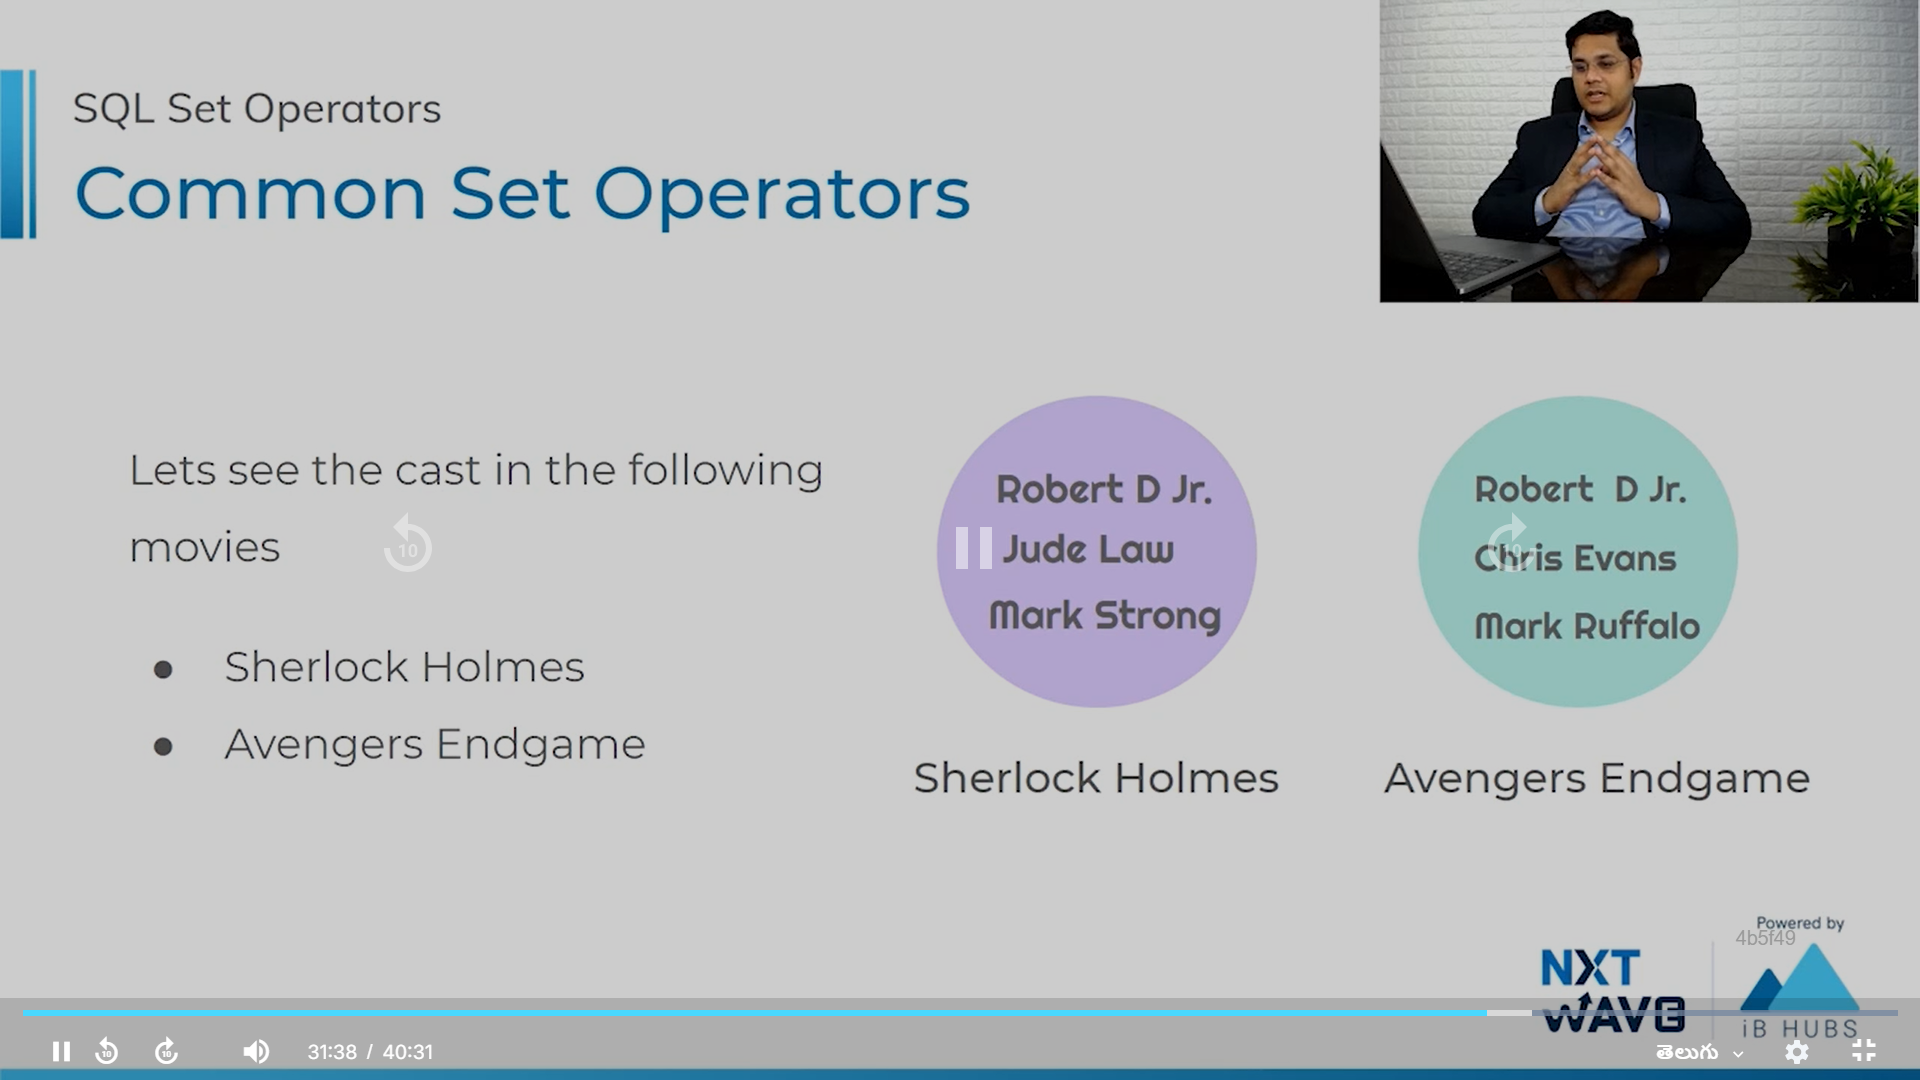 SQL Set Operators
Common Set Operators
Lets see the cast in the following
movies
● Sherlock Holmes
● Avengers Endgame
Robert D Jr.
Jude Law
Mark Strong
Sherlock Holmes
Robert D Jr.
Chris Evans
Mark Ruffalo
Avengers Endgame
10
10
Powered by
4b5f49
NXT
WAVE
iB HUBS
10
10
31:38 / 40:31
తెలుగు